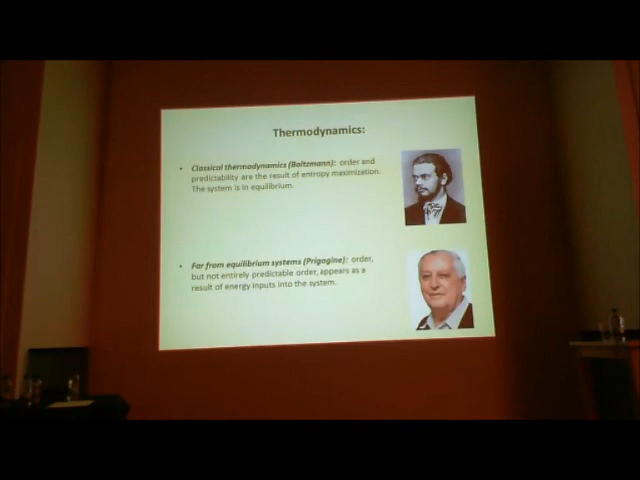 Thermodynamics:
• Classical thermodynamics (Boltzmann): order and
predictability are the result of entropy maximization.
The system is in equilibrium.
• Far from equilibrium systems (Prigogine): order,
but not entirely predictable order, appears as a
result of energy inputs into the system.